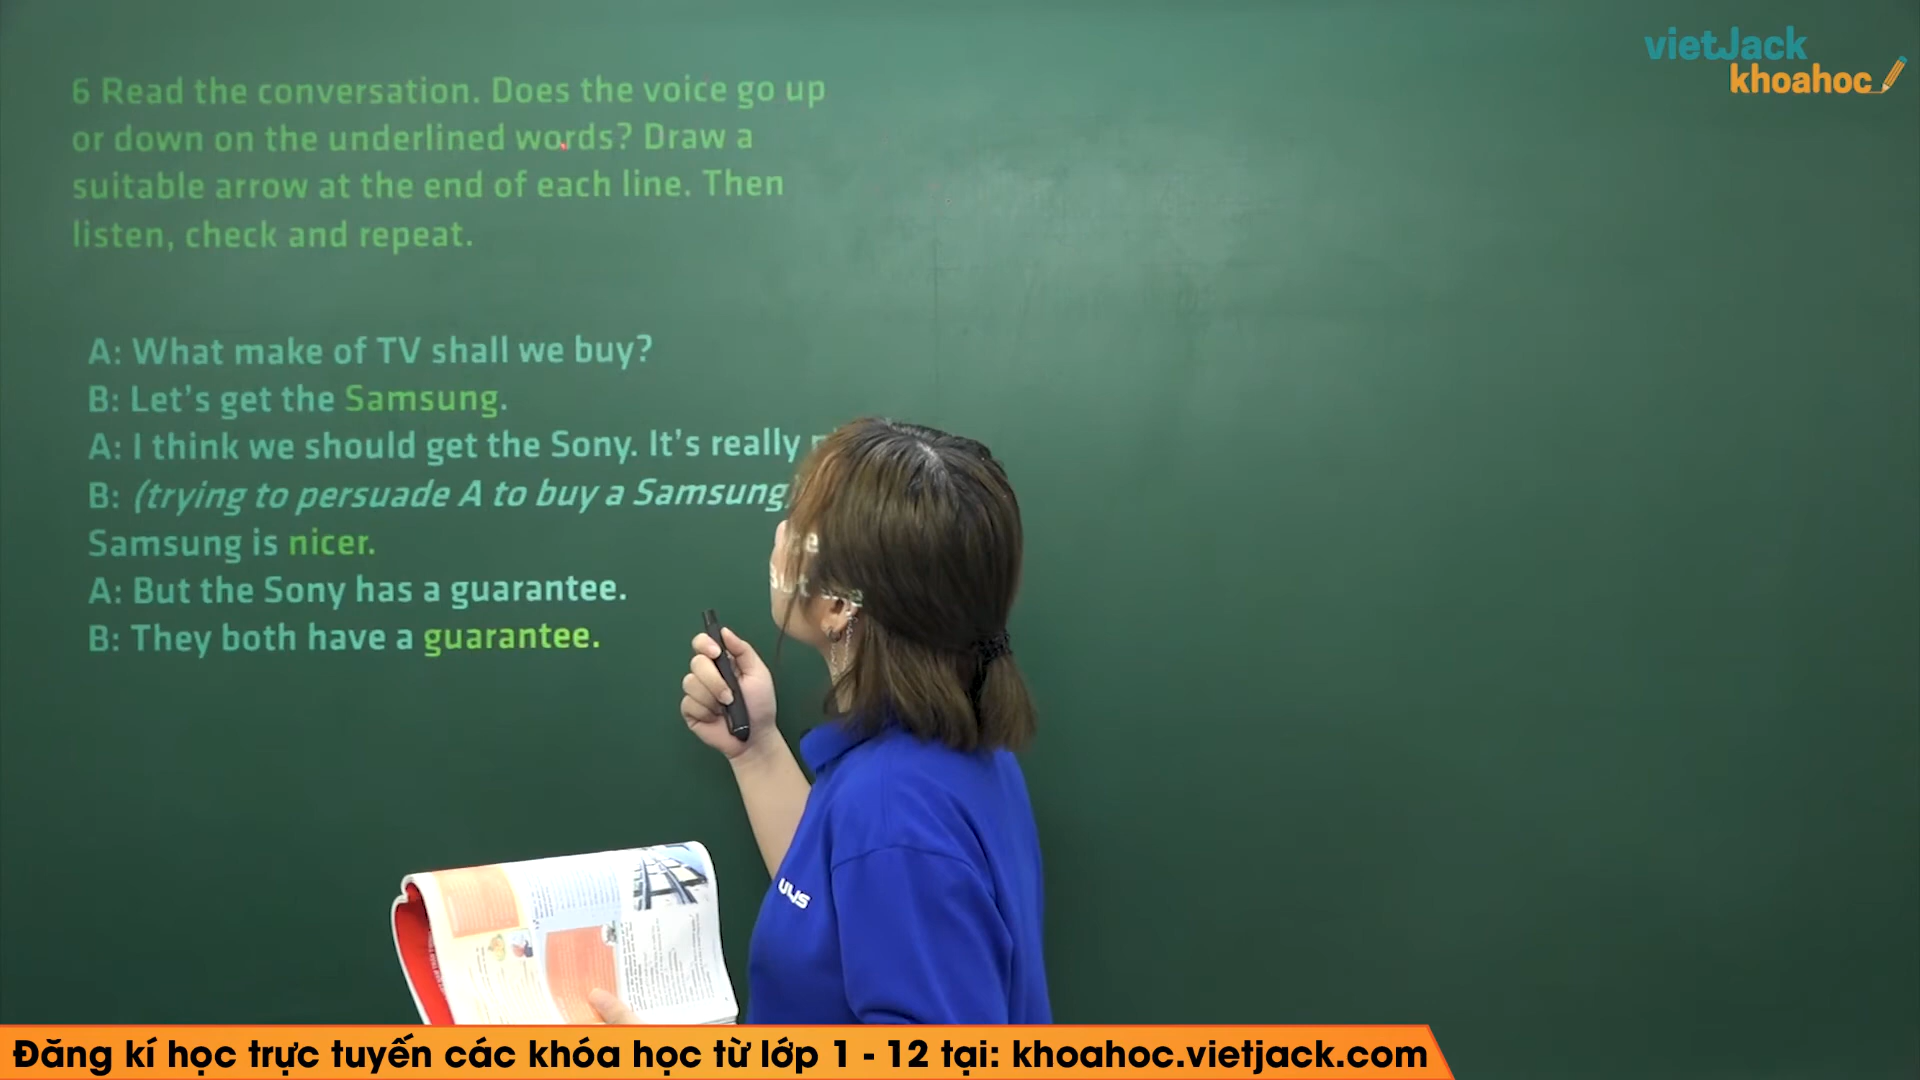 vietJack
khoahoc
6 Read the conversation. Does the voice go up
or down on the underlined words? Draw a
suitable arrow at the end of each line. Then
listen, check and repeat.
A: What make of TV shall we buy?
B: Let's get the Samsung.
A: I think we should get the Sony. It's really
B: (trying to persuade A to buy a Samsung)
Samsung is nicer.
A: But the Sony has a guarantee.
B: They both have a guarantee.
Đăng kí học trực tuyến các khóa học từ lớp 1 - 12 tại: khoahoc.vietjack.com